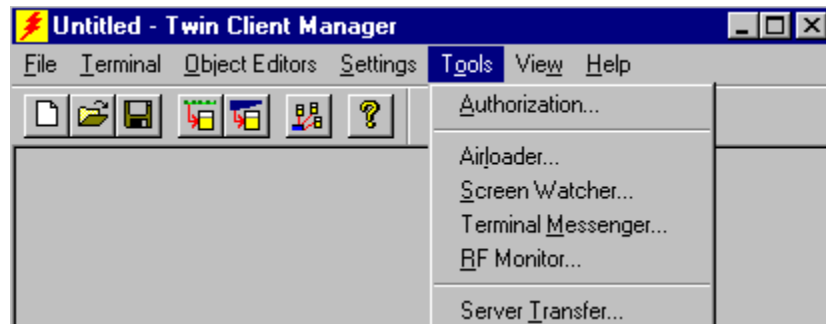 Untitled - Twin Client Manager
File Terminal Object Editors Settings Tools View Help
Authorization...
Airloader...
Screen Watcher...
Terminal Messenger...
RF Monitor...
Server Transfer...